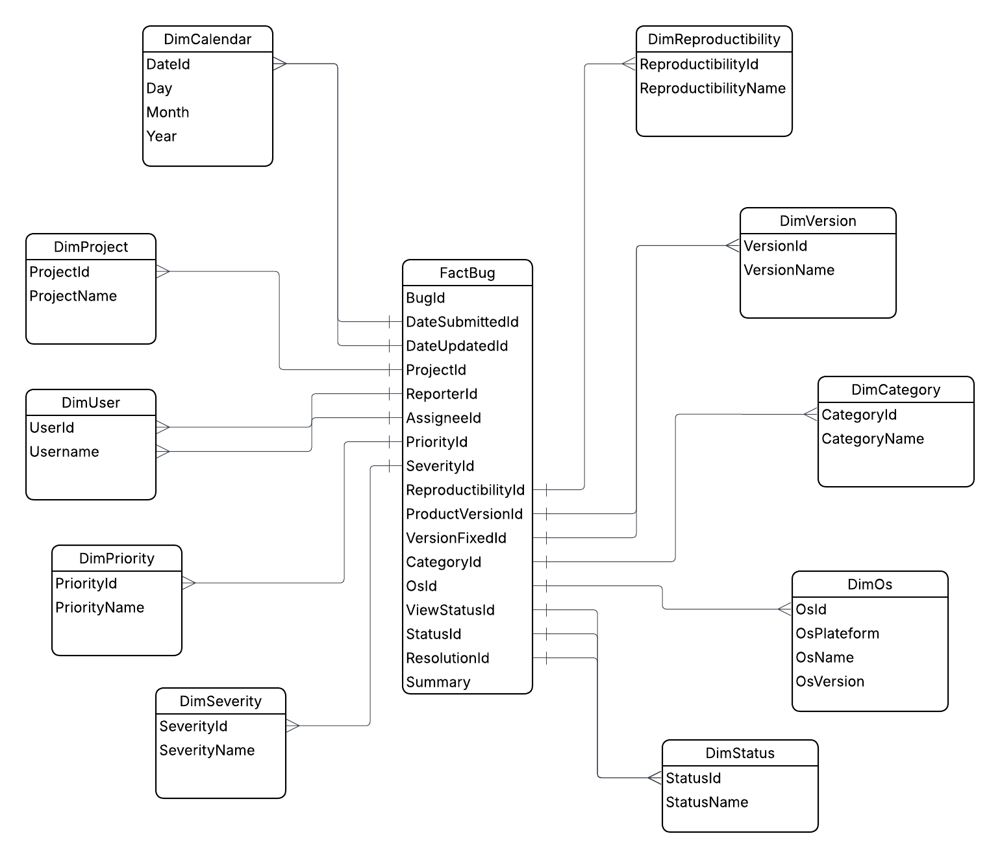 DimCalendar
DateId
Day
Month
Year
DimReproductibility
ReproductibilityId
ReproductibilityName
DimVersion
VersionId
VersionName
DimProject
ProjectId
ProjectName
FactBug
BugId
DateSubmittedId
DateUpdatedId
ProjectId
ReporterId
AssigneeId
PriorityId
SeverityId
ReproductibilityId
ProductVersionId
VersionFixedId
CategoryId
OsId
ViewStatusId
StatusId
ResolutionId
Summary
DimUser
UserId
Username
DimCategory
CategoryId
CategoryName
DimPriority
PriorityId
PriorityName
DimOs
OsId
OsPlateform
OsName
OsVersion
DimSeverity
SeverityId
SeverityName
DimStatus
StatusId
StatusName